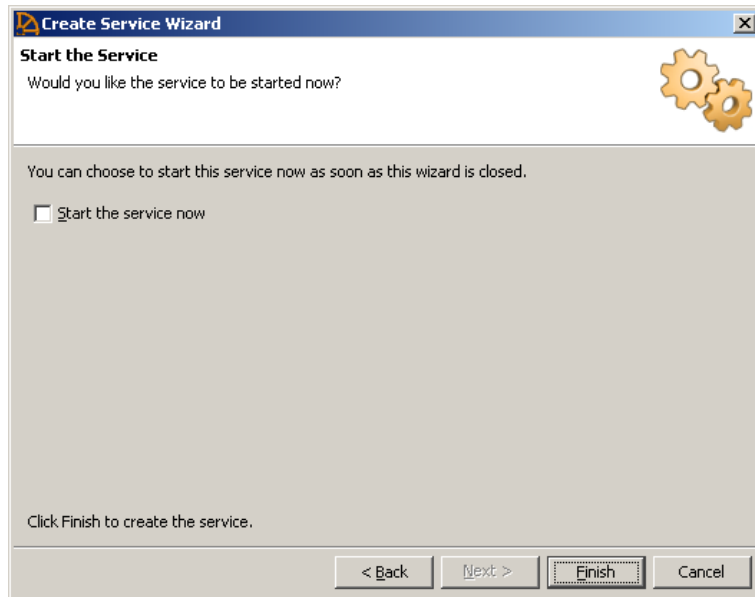 Create Service Wizard
Start the Service
Would you like the service to be started now?
You can choose to start this service now as soon as this wizard is closed.
Start the service now
Click Finish to create the service.
< Back Next > Finish Cancel